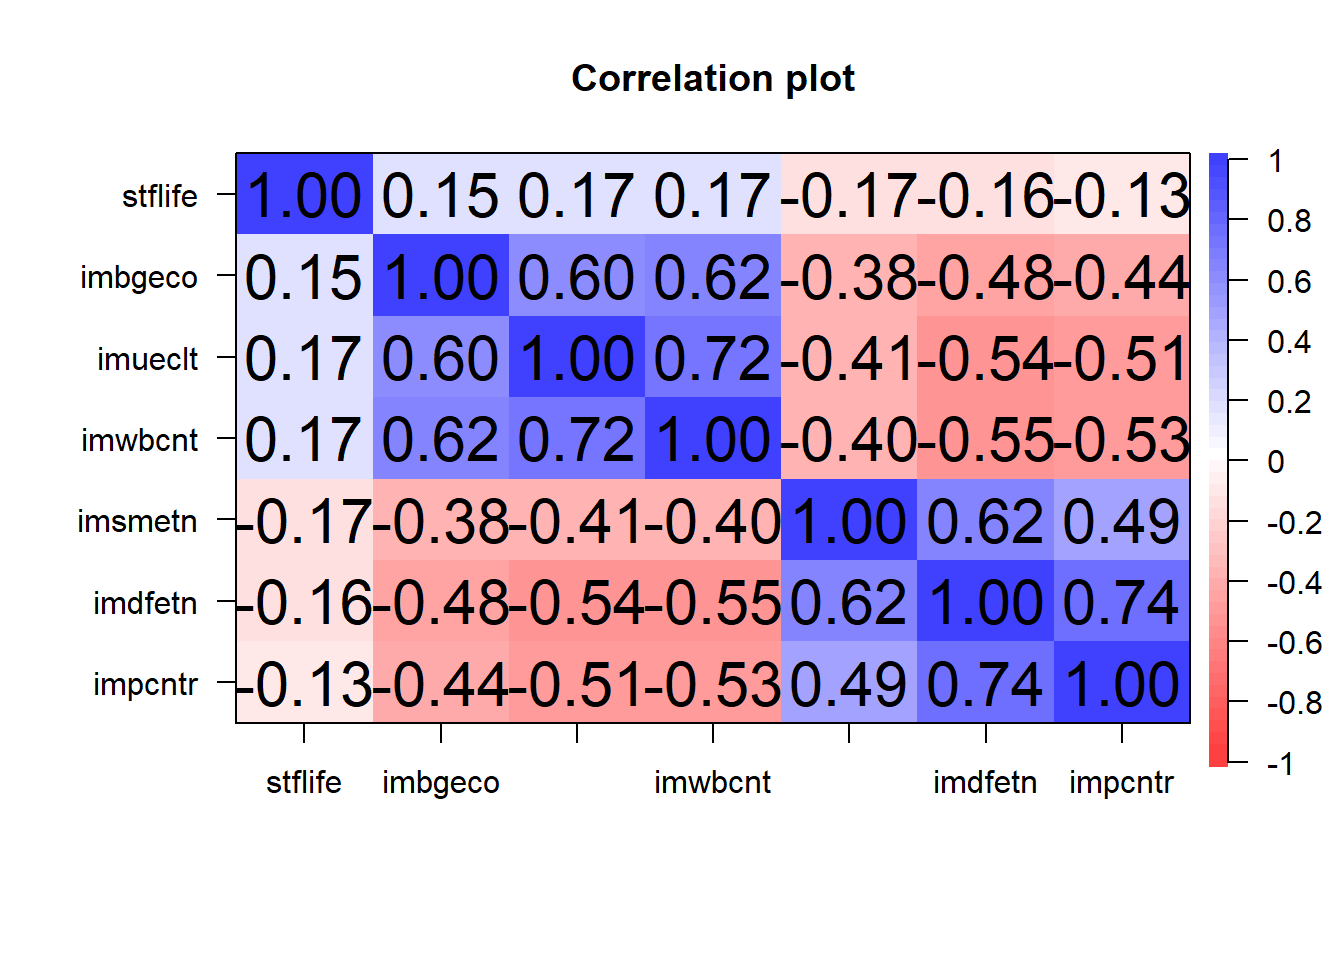 Correlation plot
stflife 1.00 0.15 0.17 0.17 -0.17 -0.16 -0.13
imbgeco 0.15 1.00 0.60 0.62 -0.38 -0.48 -0.44
imueclt 0.17 0.60 1.00 0.72 -0.41 -0.54 -0.51
imwbcnt 0.17 0.62 0.72 1.00 -0.40 -0.55 -0.53
imsmetn -0.17 -0.38 -0.41 -0.40 1.00 0.62 0.49
imdfetn -0.16 -0.48 -0.54 -0.55 0.62 1.00 0.74
impcntr -0.13 -0.44 -0.51 -0.53 0.49 0.74 1.00
stflife imbgeco imwbcnt imdfetn impcntr
1
0.8
0.6
0.4
0.2
0
-0.2
-0.4
-0.6
-0.8
-1